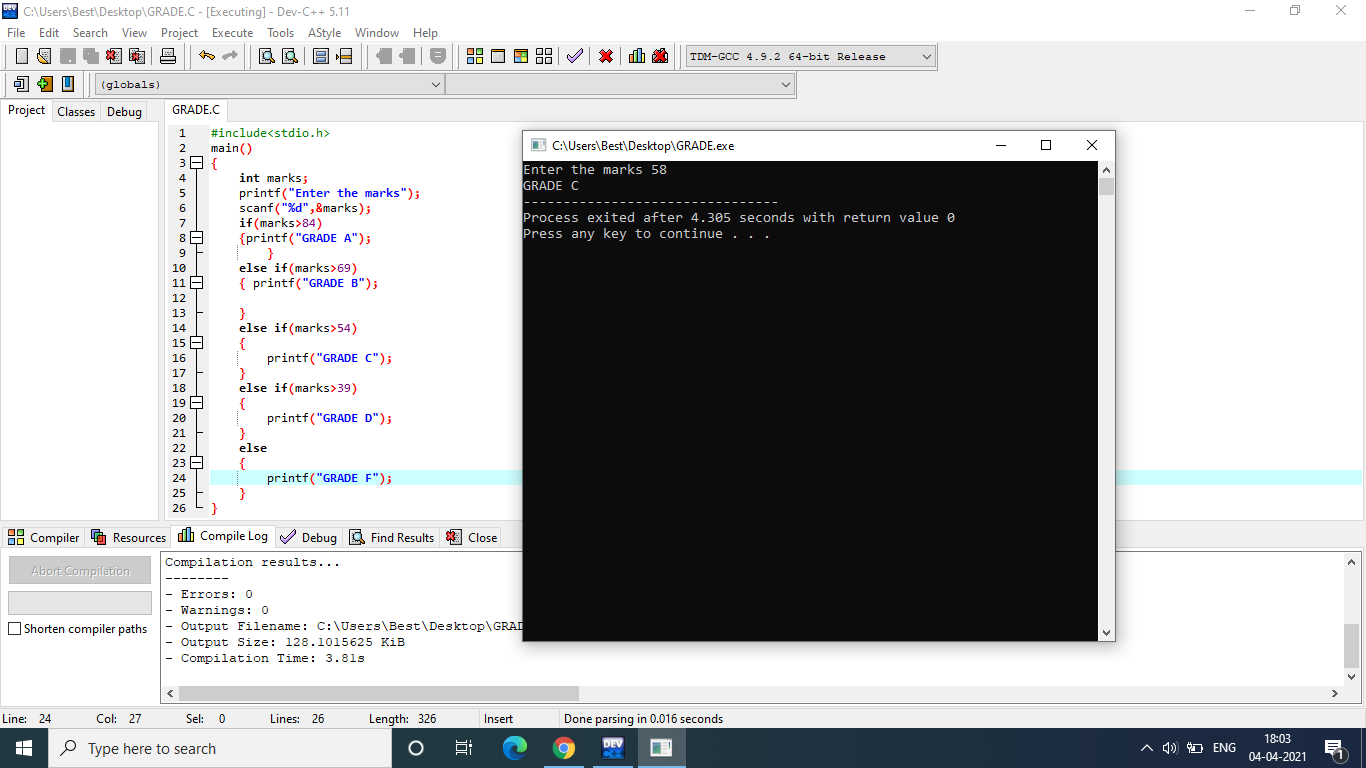 C:\Users\Best\Desktop\GRADE.C - [Executing] - Dev-C++ 5.11
File Edit Search View Project Execute Tools AStyle Window Help
TDM-GCC 4.9.2 64-bit Release
(globals)
Project Classes Debug
GRADE.C
1 #include<stdio.h>
2 main()
3 {
4 int marks;
5 printf("Enter the marks");
6 scanf("%d",&marks);
7 if(marks>84)
8 {printf("GRADE A");
9 }
10 else if(marks>69)
11 { printf("GRADE B");
12
13 }
14 else if(marks>54)
15 {
16 printf("GRADE C");
17 }
18 else if(marks>39)
19 {
20 printf("GRADE D");
21 }
22 else
23 {
24 printf("GRADE F");
25 }
26 }
C:\Users\Best\Desktop\GRADE.exe
Enter the marks 58
GRADE C
--------------------------------
Process exited after 4.305 seconds with return value 0
Press any key to continue . . .
Compiler Resources Compile Log Debug Find Results Close
Abort Compilation
Shorten compiler paths
Compilation results...
--------
- Errors: 0
- Warnings: 0
- Output Filename: C:\Users\Best\Desktop\GRAD
- Output Size: 128.1015625 KiB
- Compilation Time: 3.81s
Line: 24 Col: 27 Sel: 0 Lines: 26 Length: 326 Insert Done parsing in 0.016 seconds
Type here to search
DEV C++
ENG
18:03
04-04-2021
1